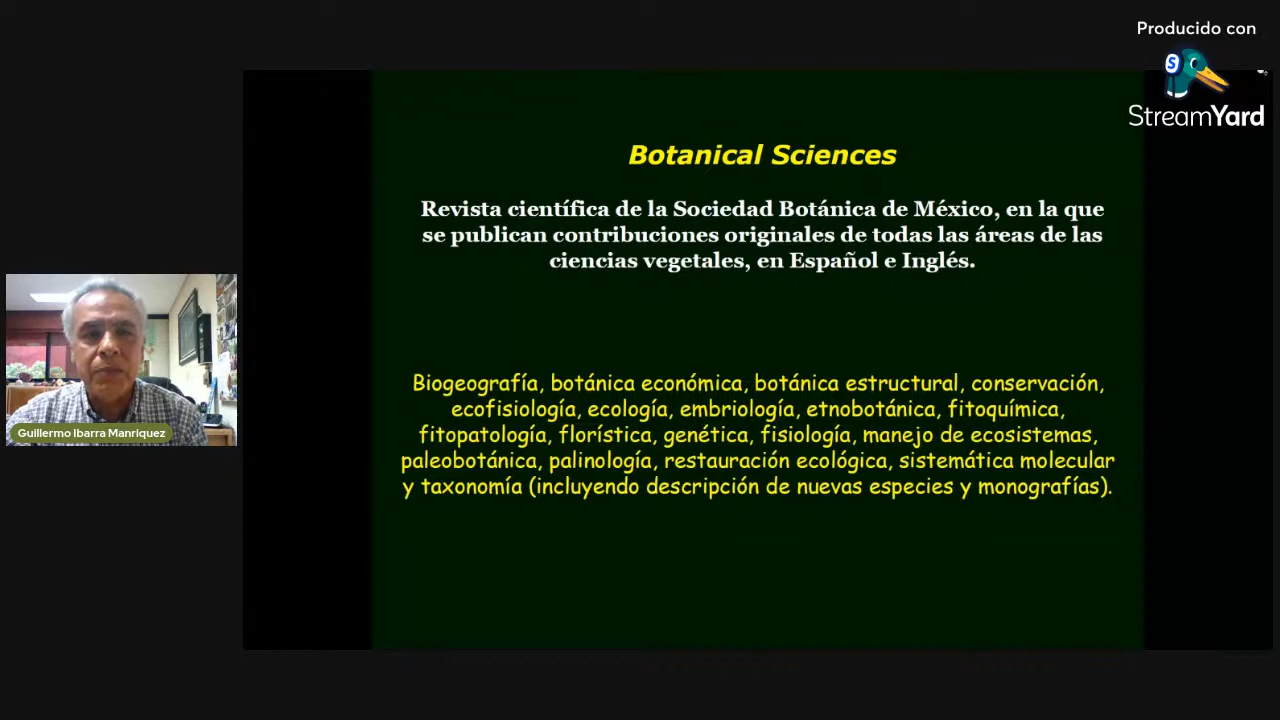 Producido con
S
StreamYard
Botanical Sciences
Revista científica de la Sociedad Botánica de México, en la que
se publican contribuciones originales de todas las áreas de las
ciencias vegetales, en Español e Inglés.
Biogeografía, botánica económica, botánica estructural, conservación,
ecofisiología, ecología, embriología, etnobotánica, fitoquímica,
fitopatología, florística, genética, fisiología, manejo de ecosistemas,
paleobotánica, palinología, restauración ecológica, sistemática molecular
y taxonomía (incluyendo descripción de nuevas especies y monografías).
Guillermo Ibarra Manriquez